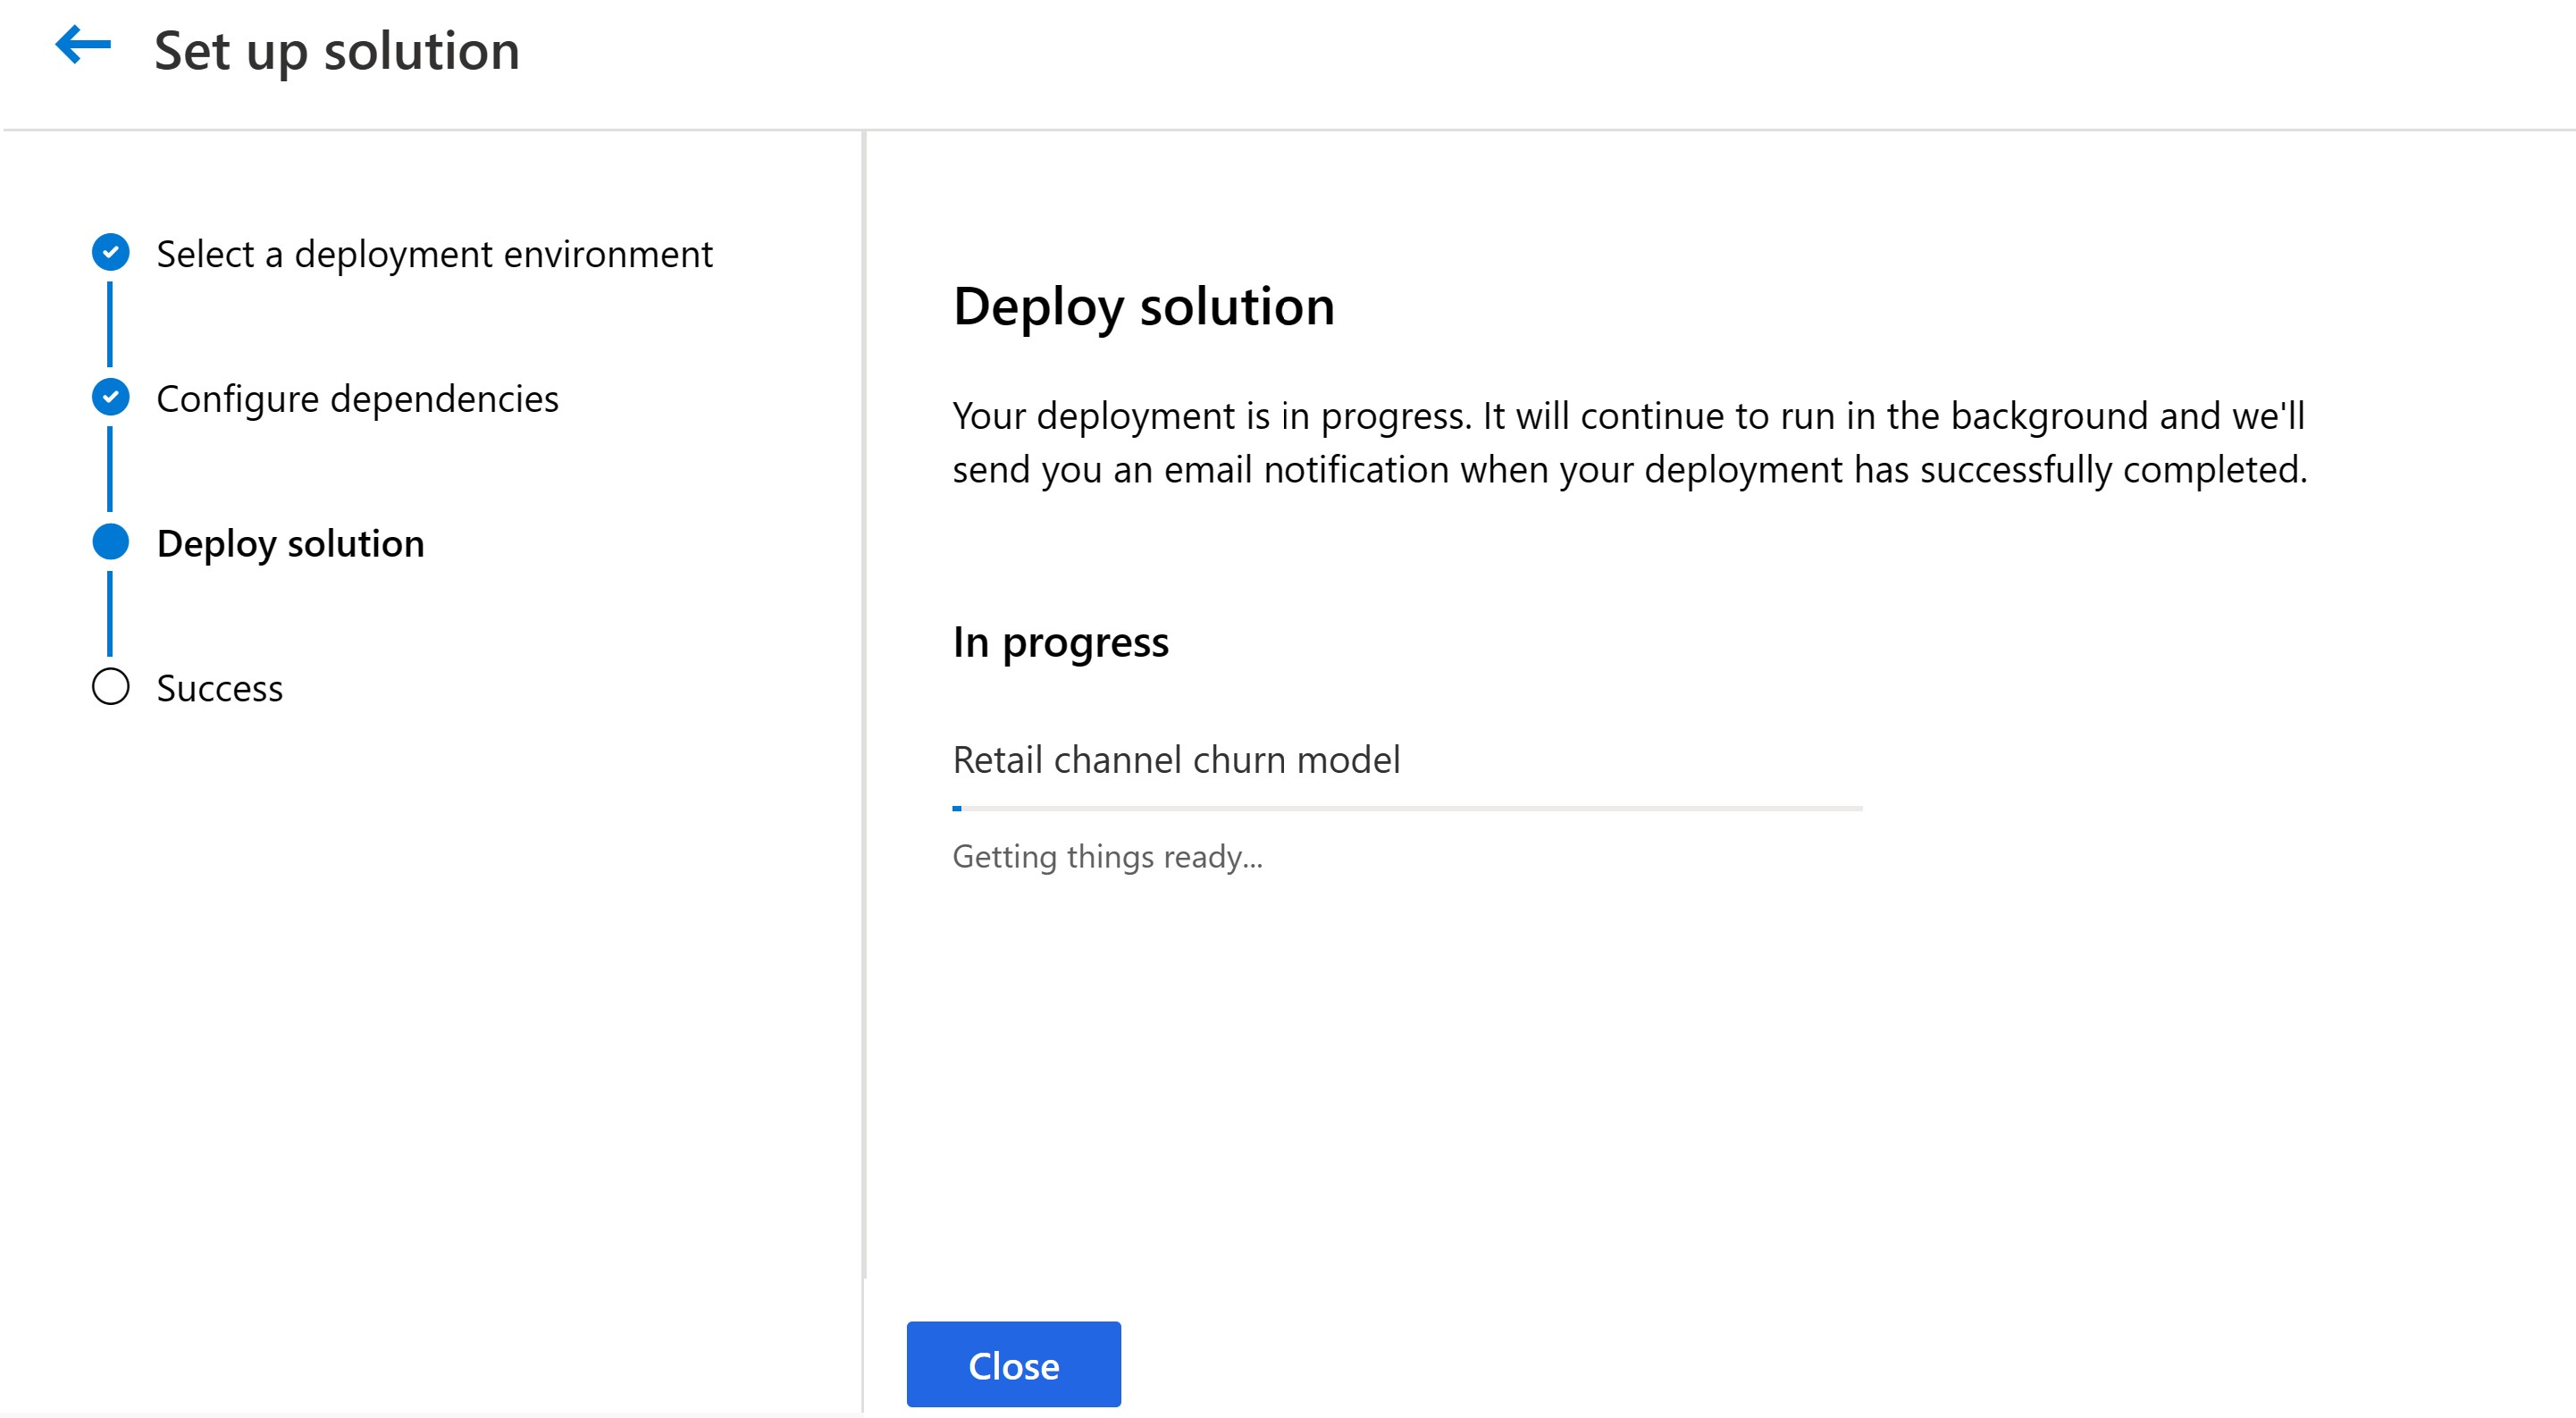 Set up solution
Select a deployment environment
Configure dependencies
Deploy solution
Success
Deploy solution
Your deployment is in progress. It will continue to run in the background and we'll
send you an email notification when your deployment has successfully completed.
In progress
Retail channel churn model
Getting things ready...
Close